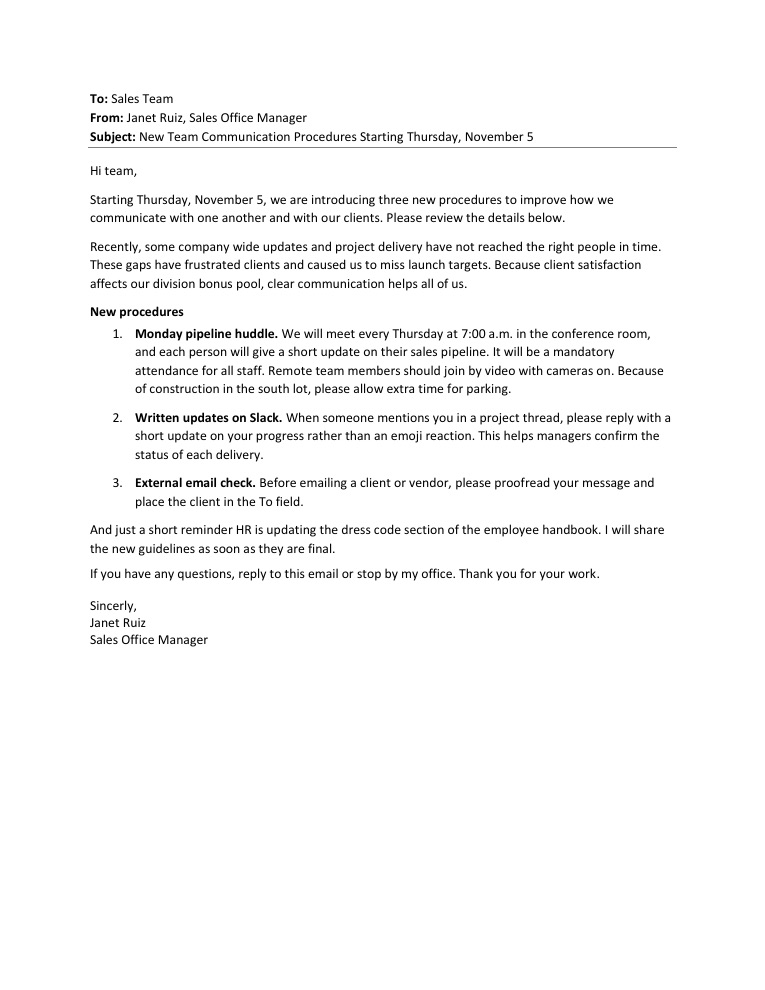 To: Sales Team
From: Janet Ruiz, Sales Office Manager
Subject: New Team Communication Procedures Starting Thursday, November 5
Hi team,
Starting Thursday, November 5, we are introducing three new procedures to improve how we
communicate with one another and with our clients. Please review the details below.
Recently, some company wide updates and project delivery have not reached the right people in time.
These gaps have frustrated clients and caused us to miss launch targets. Because client satisfaction
affects our division bonus pool, clear communication helps all of us.
New procedures
1. Monday pipeline huddle. We will meet every Thursday at 7:00 a.m. in the conference room,
and each person will give a short update on their sales pipeline. It will be a mandatory
attendance for all staff. Remote team members should join by video with cameras on. Because
of construction in the south lot, please allow extra time for parking.
2. Written updates on Slack. When someone mentions you in a project thread, please reply with a
short update on your progress rather than an emoji reaction. This helps managers confirm the
status of each delivery.
3. External email check. Before emailing a client or vendor, please proofread your message and
place the client in the To field.
And just a short reminder HR is updating the dress code section of the employee handbook. I will share
the new guidelines as soon as they are final.
If you have any questions, reply to this email or stop by my office. Thank you for your work.
Sincerely,
Janet Ruiz
Sales Office Manager